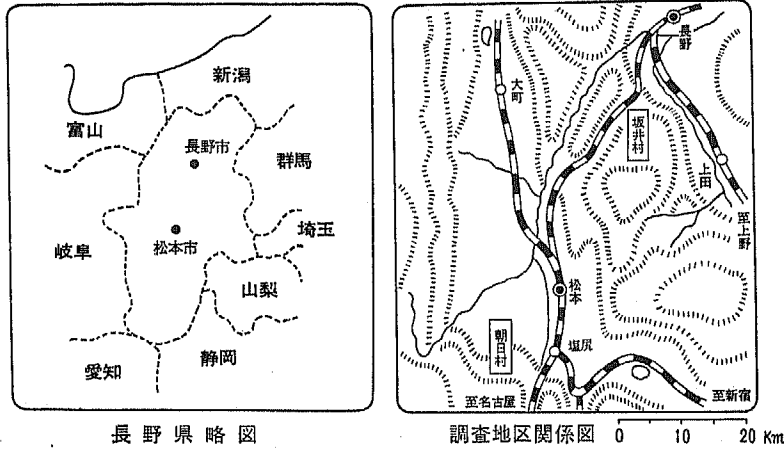 新潟
富山
長野市
群馬
岐阜
松本市
埼玉
山梨
静岡
愛知
長野県略図
長野
大町
坂井村
上田
至上野
松本
朝日村
塩尻
至名古屋
至新宿
調査地区関係図 0 10 20 Km